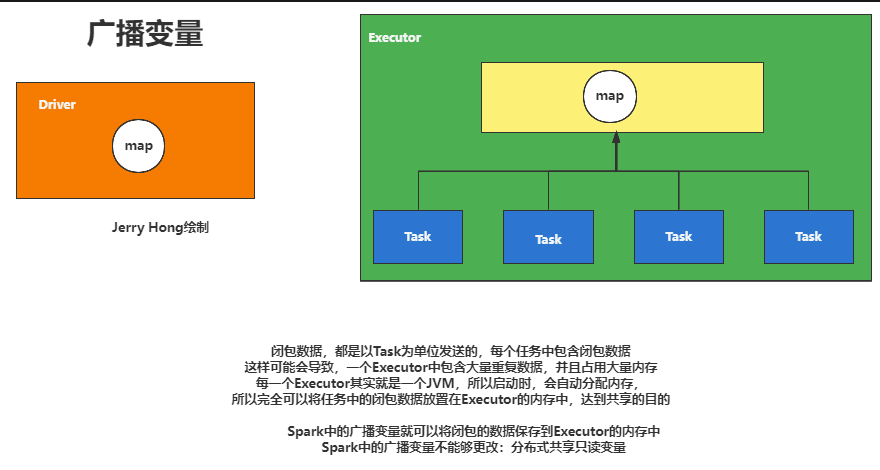 广播变量
Executor
Driver
map
map
Jerry Hong绘制
Task
Task
Task
Task
闭包数据，都是以Task为单位发送的，每个任务中包含闭包数据
这样可能会导致，一个Executor中包含大量重复数据，并且占用大量内存
每一个Executor其实就是一个JVM，所以启动时，会自动分配内存，
所以完全可以将任务中的闭包数据放置在Executor的内存中，达到共享的目的
Spark中的广播变量就可以将闭包的数据保存到Executor的内存中
Spark中的广播变量不能够更改：分布式共享只读变量